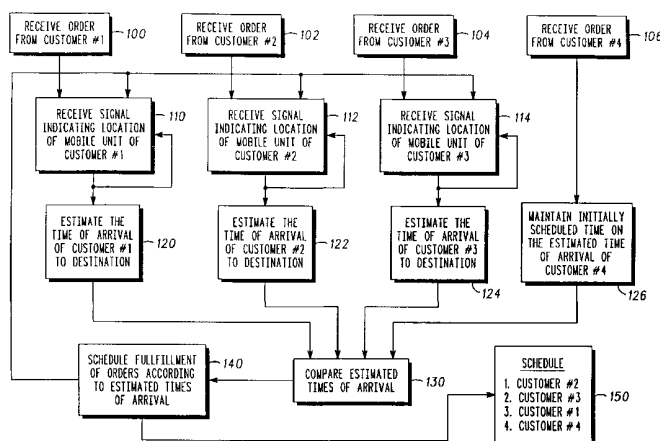 RECEIVE ORDER
FROM CUSTOMER #1
100
RECEIVE ORDER
FROM CUSTOMER #2
102
RECEIVE ORDER
FROM CUSTOMER #3
104
RECEIVE ORDER
FROM CUSTOMER #4
106
RECEIVE SIGNAL
INDICATING LOCATION
OF MOBILE UNIT OF
CUSTOMER #1
110
RECEIVE SIGNAL
INDICATING LOCATION
OF MOBILE UNIT OF
CUSTOMER #2
112
RECEIVE SIGNAL
INDICATING LOCATION
OF MOBILE UNIT OF
CUSTOMER #3
114
ESTIMATE THE
TIME OF ARRIVAL
OF CUSTOMER #1
TO DESTINATION
120
ESTIMATE THE
TIME OF ARRIVAL
OF CUSTOMER #2
TO DESTINATION
122
ESTIMATE THE
TIME OF ARRIVAL
OF CUSTOMER #3
TO DESTINATION
124
MAINTAIN INITIALLY
SCHEDULED TIME ON
THE ESTIMATED TIME
OF ARRIVAL OF
CUSTOMER #4
126
SCHEDULE FULLFILLMENT
OF ORDERS ACCORDING
TO ESTIMATED TIMES
OF ARRIVAL
140
COMPARE ESTIMATED
TIMES OF ARRIVAL
130
SCHEDULE
1. CUSTOMER #2
2. CUSTOMER #3
3. CUSTOMER #1
4. CUSTOMER #4
150